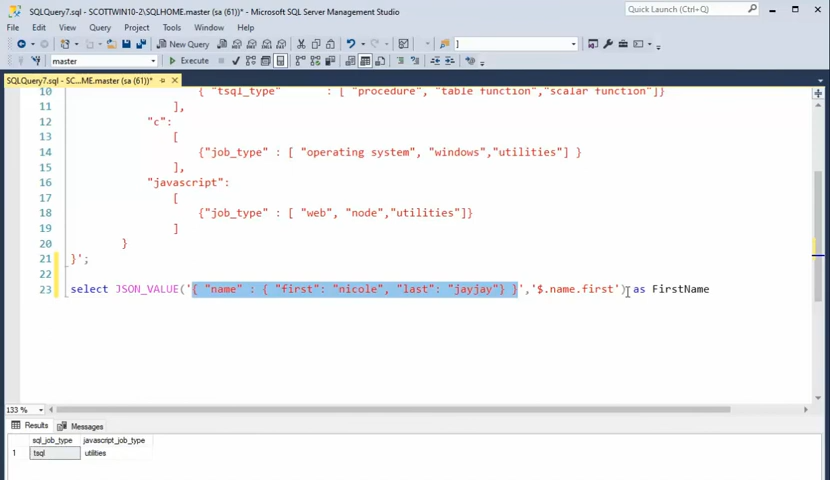 SQLQuery7.sql - SCOTTWIN10-2\SQLHOME.master (sa (61))* - Microsoft SQL Server Management Studio
Quick Launch (Ctrl+Q)
File Edit View Query Project Tools Window Help
New Query ]
master Execute
SQLQuery7.sql - SC...ME.master (sa (61))*
10 { "tsql_type" : [ "procedure", "table function","scalar function"]}
11 ],
12 "c":
13 [
14 {"job_type" : [ "operating system", "windows","utilities"] }
15 ],
16 "javascript":
17 [
18 {"job_type" : [ "web", "node","utilities"]}
19 ]
20 }
21 }';
22
23 select JSON_VALUE('{ "name" : { "first": "nicole", "last": "jayjay"} }','$.name.first') as FirstName
133 %
Results Messages
sql_job_type javascript_job_type
1 tsql utilities